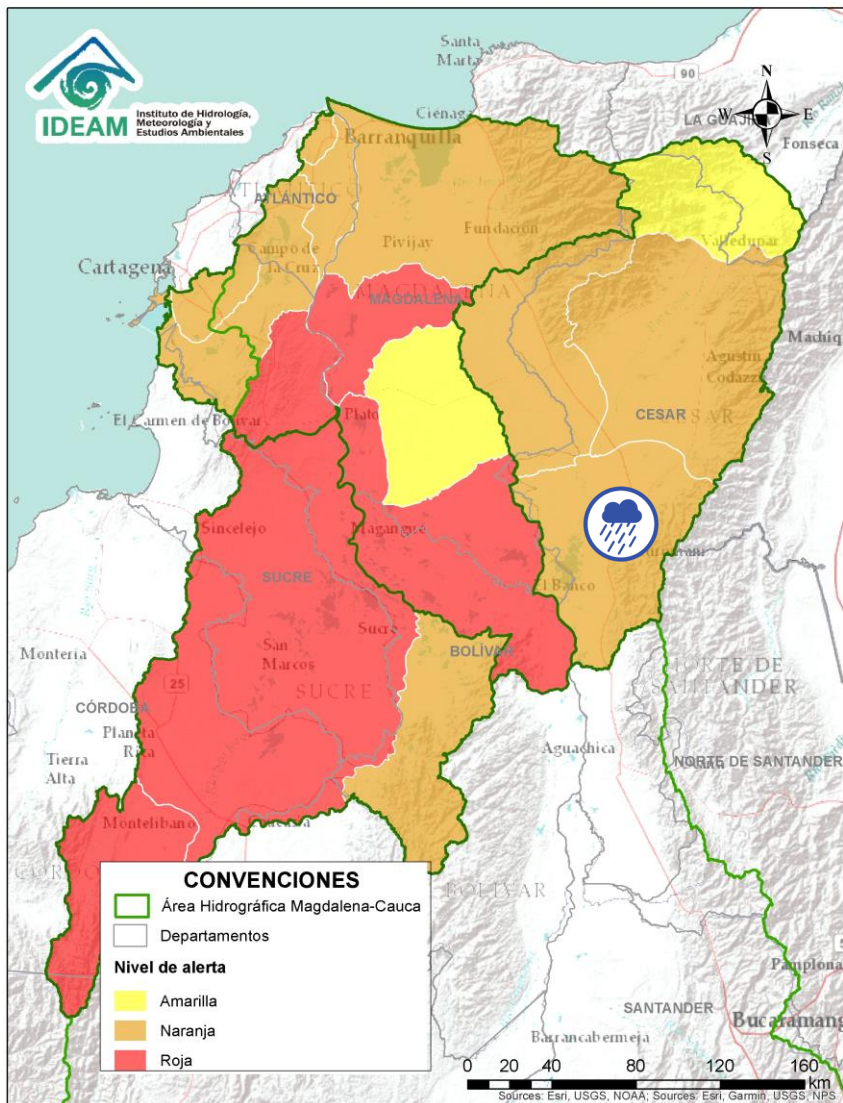 IDEAM
Instituto de Hidrología,
Meteorología y
Estudios Ambientales
Santa
Marta
90
N
W
E
S
LA GUAJIRA
Ciénaga
Barranquilla
Fonseca
ATLÁNTICO
Cartagena
Campo de
la Cruz
Pivijay
Fundación
Valledupar
MAGDALENA
MAGDALENA
Machiq
Agustín
Codazzi
El Carmen de Bolívar
Plato
CESAR
Sincelejo
Magangué
El Banco
SUCRE
Sucre
San
Marcos
BOLÍVAR
NORTE DE
SANTANDER
Montería
25
SUCRE
CÓRDOBA
Planeta
Rica
Tierra
Alta
Aguachica
NORTE DE SANTANDER
Montelíbano
BOLÍVAR
CONVENCIONES
Área Hidrográfica Magdalena-Cauca
Departamentos
Nivel de alerta
Amarilla
Naranja
Roja
Pamplona
SANTANDER
Bucaramang
Barrancabermeja
0 20 40 80 120 160
km
Sources: Esri, USGS, NOAA; Sources: Esri, Garmin, USGS, NPS